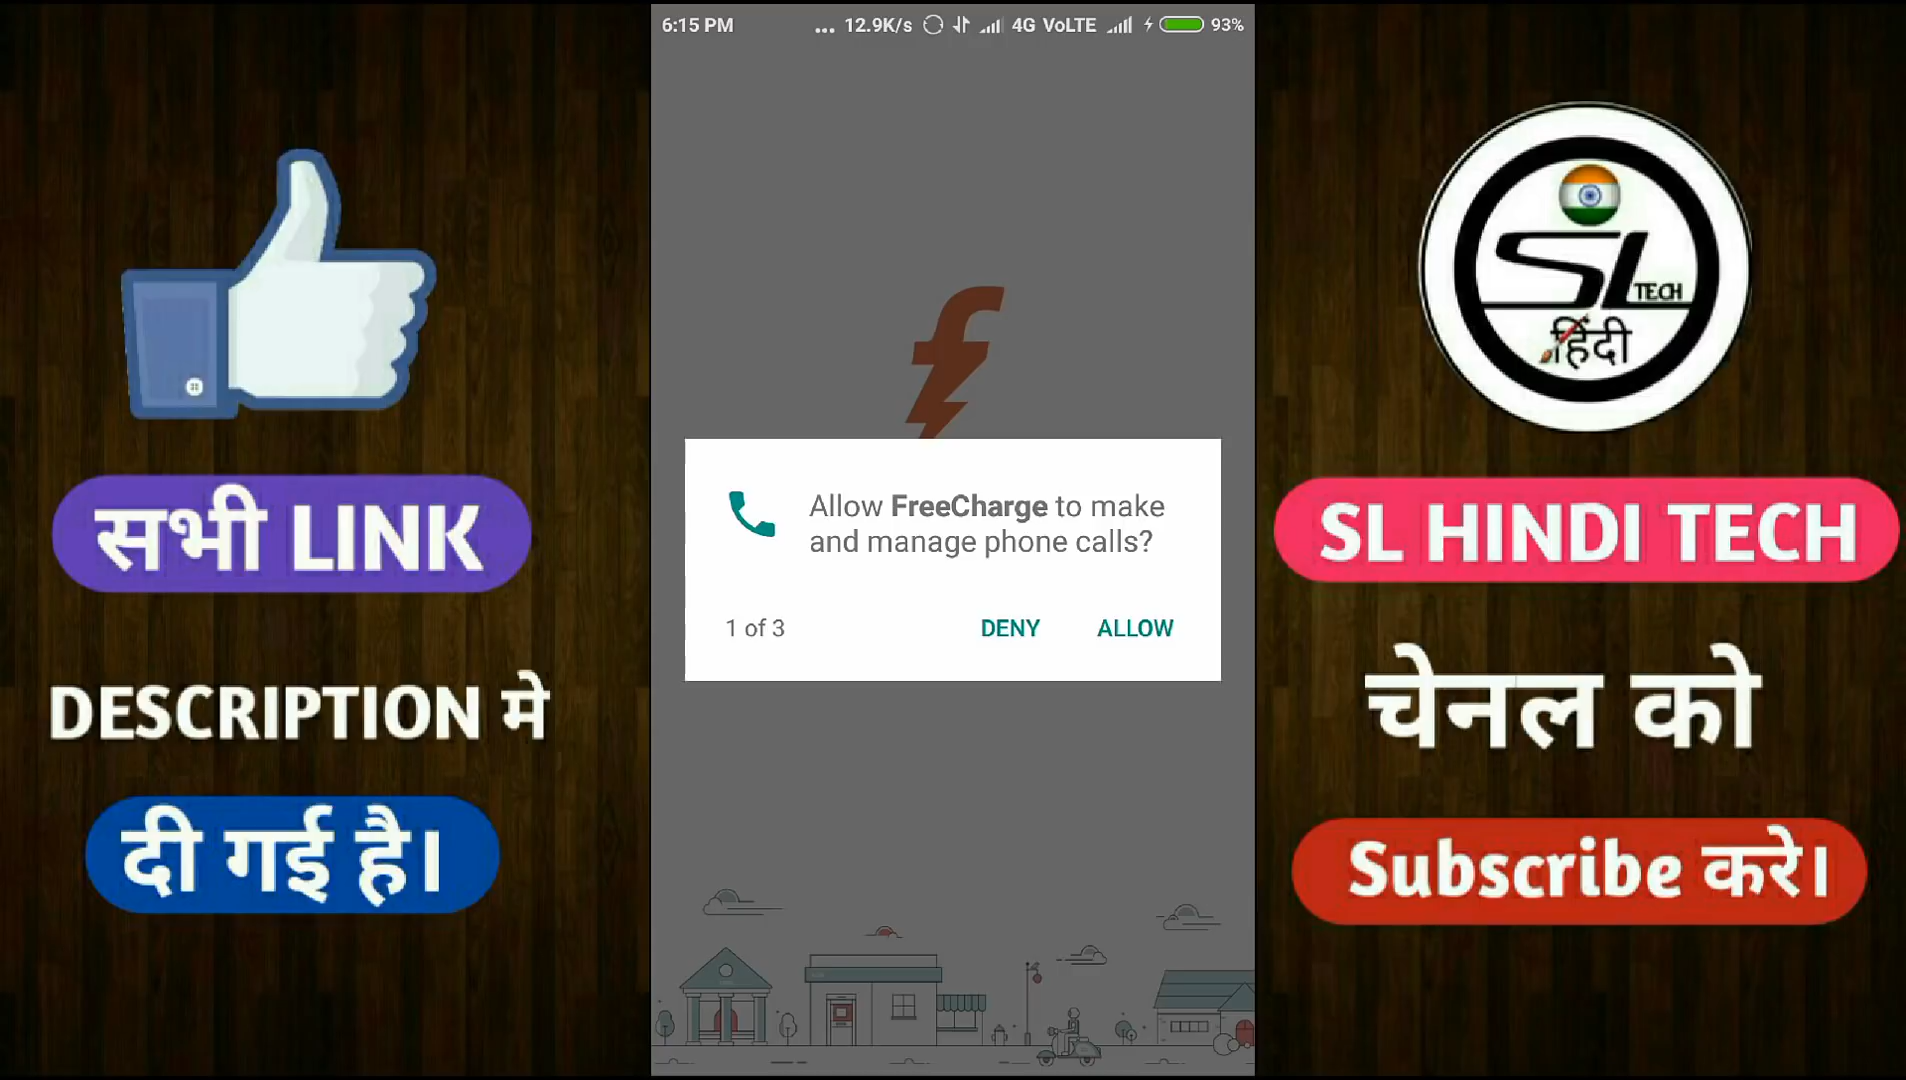 6:15 PM
... 12.9K/s 4G VoLTE 93%
सभी LINK
DESCRIPTION मे
दी गई है।
Allow FreeCharge to make
and manage phone calls?
1 of 3 DENY ALLOW
SL
TECH
हिंदी
SL HINDI TECH
चेनल को
Subscribe करे।